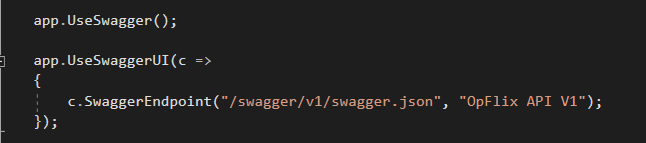 app.UseSwagger();
app.UseSwaggerUI(c =>
{
c.SwaggerEndpoint("/swagger/v1/swagger.json", "OpFlix API V1");
});